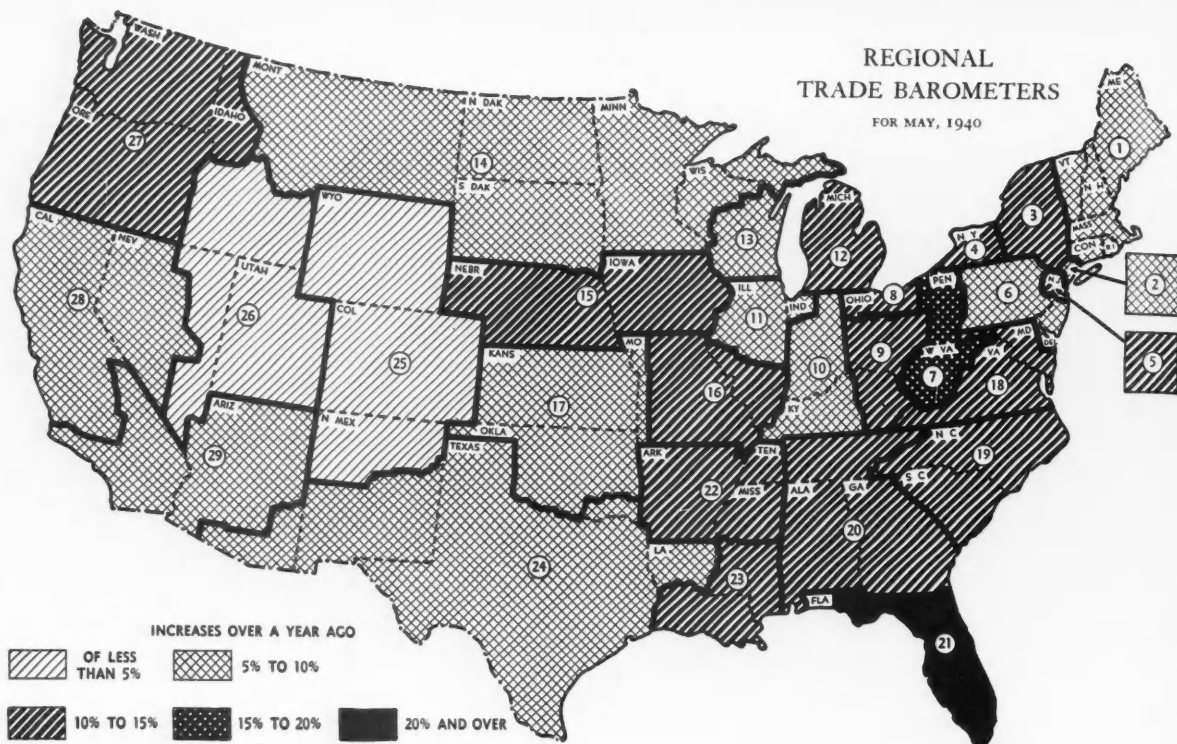 REGIONAL
TRADE BAROMETERS
FOR MAY, 1940
WASH
MONT
N DAK
MINN
ME
ORE
IDAHO
27
14
1
VT
N H
S DAK
WIS
MICH
3
MASS
N Y
CON
R I
4
CAL
NEV
WYO
13
12
2
NEBR
IOWA
15
PEN
N J
OHIO
8
6
UTAH
ILL
IND
28
26
COL
11
MD
DEL
5
W VA
VA
9
25
KANS
MO
10
7
18
16
17
KY
ARIZ
N MEX
OKLA
N C
TEXAS
ARK
TEN
19
29
S C
22
MISS
ALA
GA
20
24
LA
23
FLA
21
INCREASES OVER A YEAR AGO
OF LESS
THAN 5%
5% TO 10%
10% TO 15%
15% TO 20%
20% AND OVER